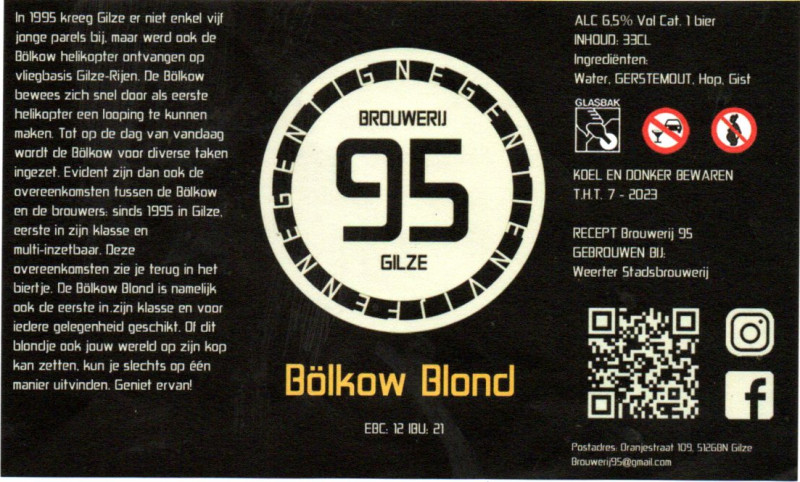 In 1995 kreeg Gilze er niet enkel vijf
jonge parels bij, maar werd ook de
Bölkow helikopter ontvangen op
vliegbasis Gilze-Rijen. De Bölkow
bewees zich snel door als eerste
helikopter een looping te kunnen
maken. Tot op de dag van vandaag
wordt de Bölkow voor diverse taken
ingezet. Evident zijn dan ook de
overeenkomsten tussen de Bölkow
en de brouwers: sinds 1995 in Gilze,
eerste in zijn klasse en
multi-inzetbaar. Deze
overeenkomsten zie je terug in het
biertje. De Bölkow Blond is namelijk
ook de eerste in zijn klasse en voor
iedere gelegenheid geschikt. Of dit
blondje ook jouw wereld op zijn kop
kan zetten, kun je slechts op één
manier uitvinden. Geniet ervan!
NEGENTIENVIJFENNEGENTIG
BROUWERIJ
95
GILZE
Bölkow Blond
EBC: 12 IBU: 21
ALC 6,5% Vol Cat. 1 bier
INHOUD: 33CL
Ingrediënten:
Water, GERSTEMOUT, Hop, Gist
GLASBAK
KOEL EN DONKER BEWAREN
T.H.T. 7 - 2023
RECEPT Brouwerij 95
GEBROUWEN BIJ:
Weerter Stadsbrouwerij
Postadres: Oranjestraat 109, 5126BN Gilze
Brouwerij95@gmail.com